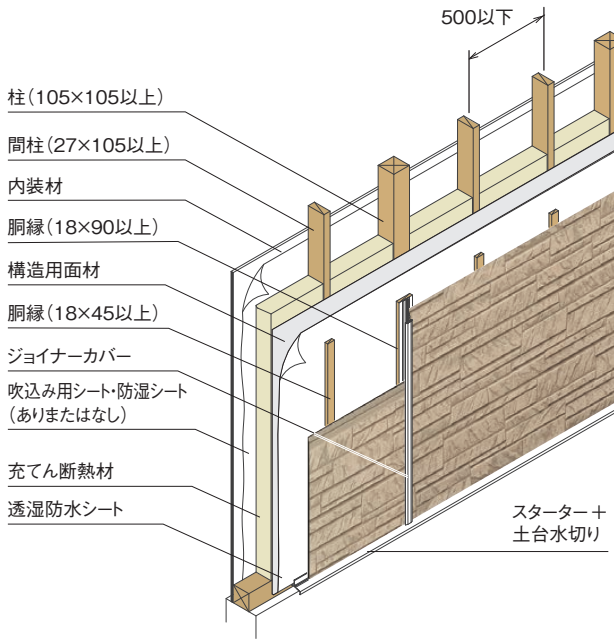 500以下
柱(105×105以上)
間柱(27×105以上)
内装材
胴縁(18×90以上)
構造用面材
胴縁(18×45以上)
ジョイナーカバー
吹込み用シート・防湿シート
(ありまたはなし)
充てん断熱材
透湿防水シート
スターター+
土台水切り